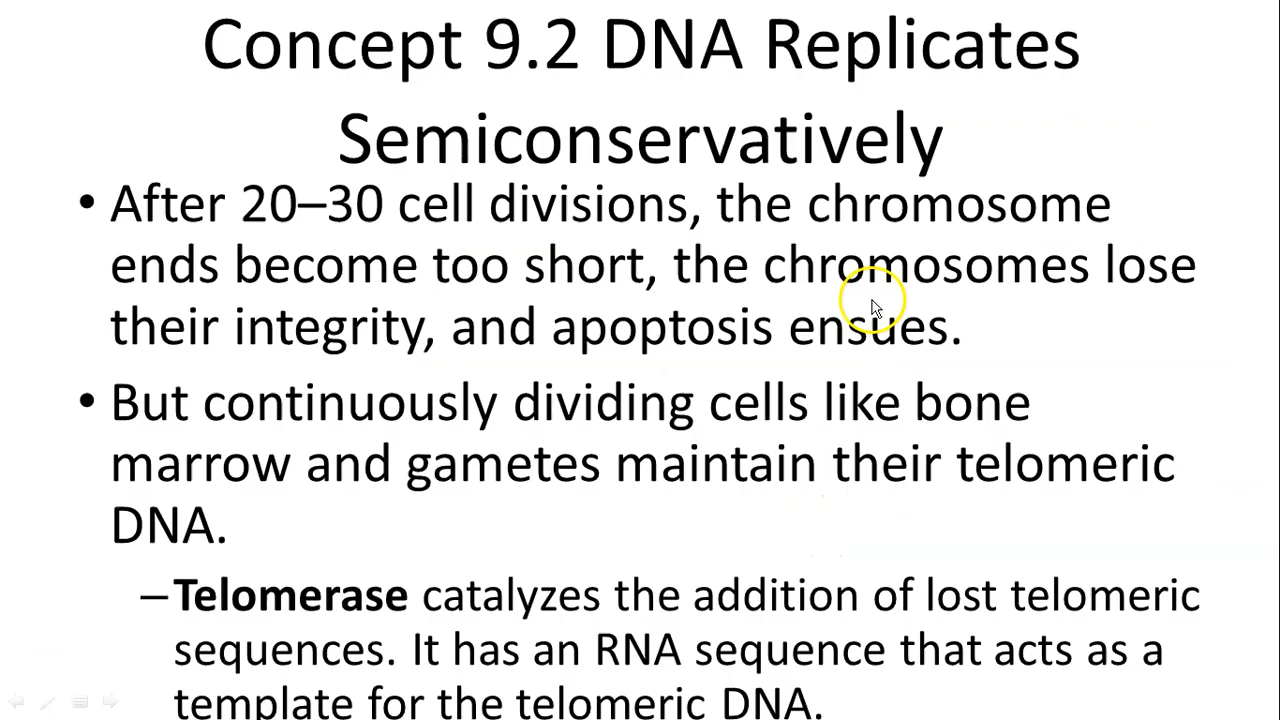 Concept 9.2 DNA Replicates
Semiconservatively
• After 20–30 cell divisions, the chromosome
ends become too short, the chromosomes lose
their integrity, and apoptosis ensues.
• But continuously dividing cells like bone
marrow and gametes maintain their telomeric
DNA.
–Telomerase catalyzes the addition of lost telomeric
sequences. It has an RNA sequence that acts as a
template for the telomeric DNA.